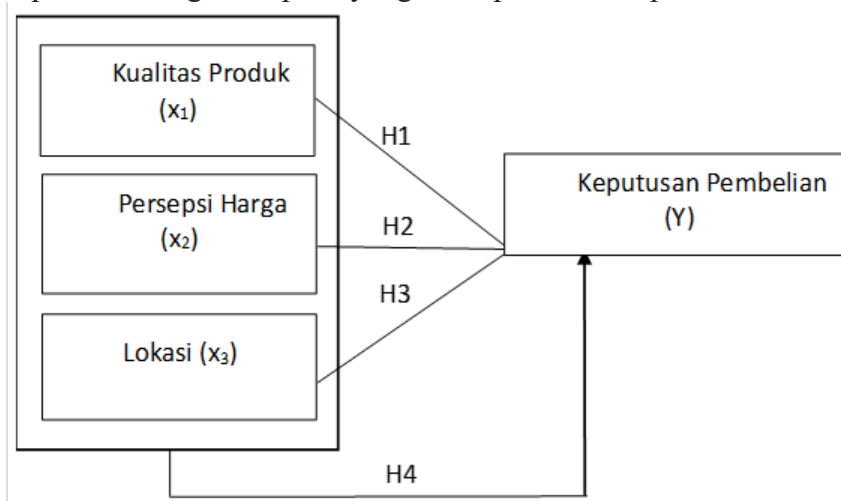 Kualitas Produk
(x₁)
H1
Persepsi Harga
(x₂)
H2
Keputusan Pembelian
(Y)
H3
Lokasi (x₃)
H4